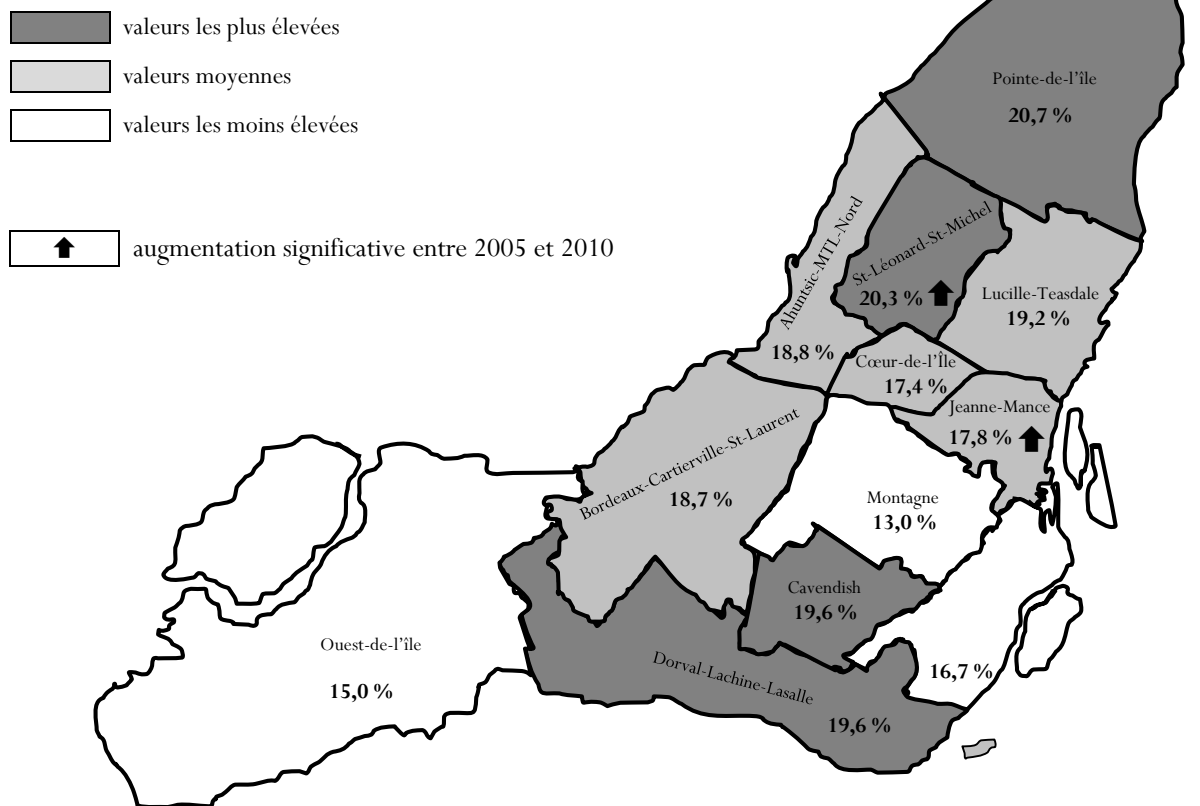 valeurs les plus élevées
valeurs moyennes
valeurs les moins élevées
augmentation significative entre 2005 et 2010
Pointe-de-l'île
20,7 %
St-Léonard-St-Michel
20,3 %
Ahuntsic-MTL-Nord
18,8 %
Lucille-Teasdale
19,2 %
Cœur-de-l'Île
17,4 %
Jeanne-Mance
17,8 %
Bordeaux-Cartierville-St-Laurent
18,7 %
Montagne
13,0 %
Cavendish
19,6 %
Ouest-de-l'île
15,0 %
Dorval-Lachine-Lasalle
19,6 %
16,7 %